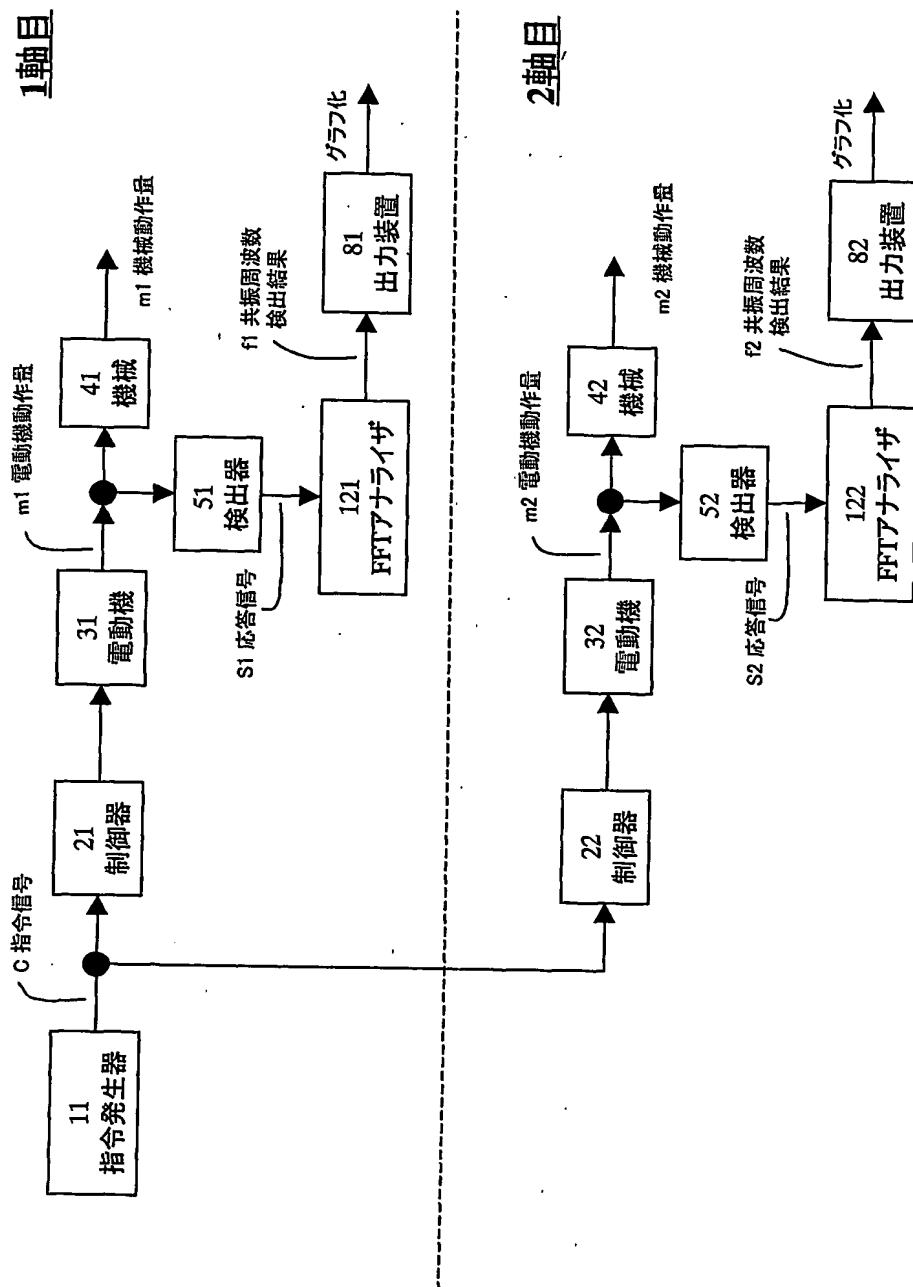 1軸目
C 指令信号
m1 電動機動作量
m1 機械動作量
11
指令発生器
21
制御器
31
電動機
41
機械
51
検出器
S1 応答信号
121
FFTアナライザ
f1 共振周波数
検出結果
81
出力装置
グラフ化
2軸目
m2 電動機動作量
m2 機械動作量
22
制御器
32
電動機
42
機械
52
検出器
S2 応答信号
122
FFTアナライザ
f2 共振周波数
検出結果
82
出力装置
グラフ化